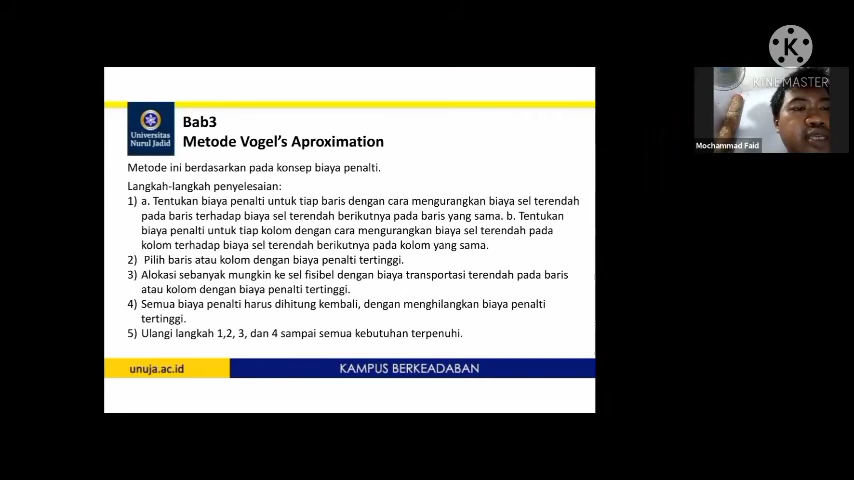 K
KINEMASTER
Mochammad Faid
Universitas
Nurul Jadid
Bab3
Metode Vogel's Aproximation
Metode ini berdasarkan pada konsep biaya penalti.
Langkah-langkah penyelesaian:
1) a. Tentukan biaya penalti untuk tiap baris dengan cara mengurangkan biaya sel terendah
pada baris terhadap biaya sel terendah berikutnya pada baris yang sama. b. Tentukan
biaya penalti untuk tiap kolom dengan cara mengurangkan biaya sel terendah pada
kolom terhadap biaya sel terendah berikutnya pada kolom yang sama.
2) Pilih baris atau kolom dengan biaya penalti tertinggi.
3) Alokasi sebanyak mungkin ke sel fisibel dengan biaya transportasi terendah pada baris
atau kolom dengan biaya penalti tertinggi.
4) Semua biaya penalti harus dihitung kembali, dengan menghilangkan biaya penalti
tertinggi.
5) Ulangi langkah 1,2, 3, dan 4 sampai semua kebutuhan terpenuhi.
unuja.ac.id
KAMPUS BERKEADABAN